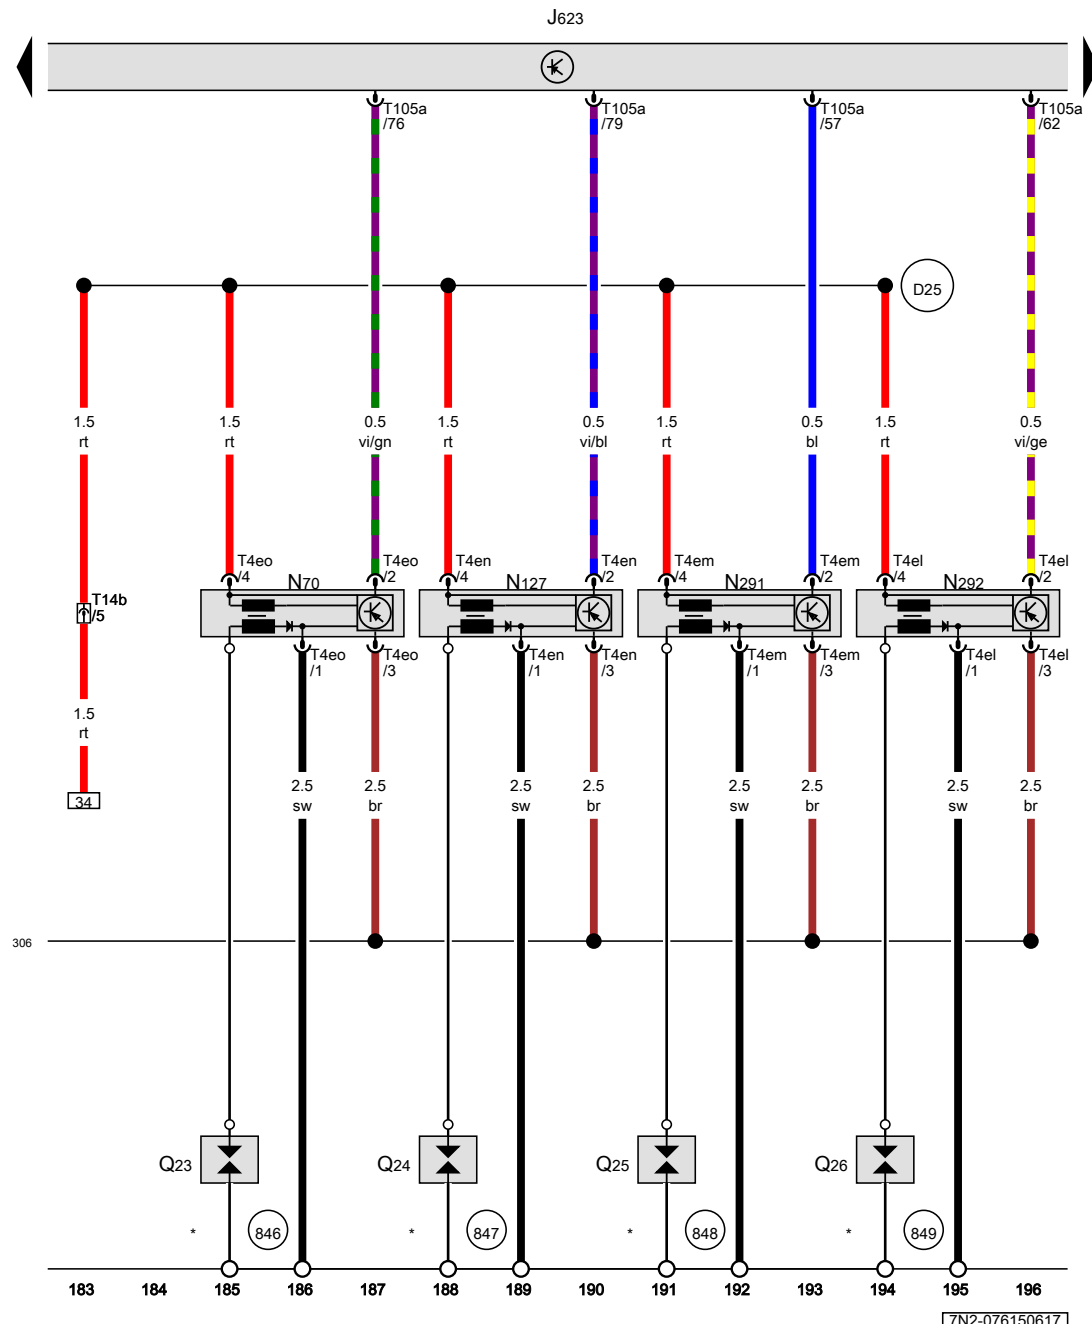 J623
T105a T105a T105a T105a
/76 /79 /57 /62
D25
1.5 1.5 0.5 1.5 0.5 1.5 0.5 1.5 0.5
rt rt vi/gn rt vi/bl rt bl rt vi/ge
T4eo T4eo T4en T4en T4em T4em T4el T4el
/4 N70 /2 /4 N127 /2 /4 N291 /2 /4 N292 /2
T14b
/5
T4eo T4eo T4en T4en T4em T4em T4el T4el
/1 /3 /1 /3 /1 /3 /1 /3
1.5
rt
2.5 2.5 2.5 2.5 2.5 2.5 2.5 2.5
sw br sw br sw br sw br
34
306
Q23 Q24 Q25 Q26
* 846 * 847 * 848 * 849
183 184 185 186 187 188 189 190 191 192 193 194 195 196
7N2-076150617